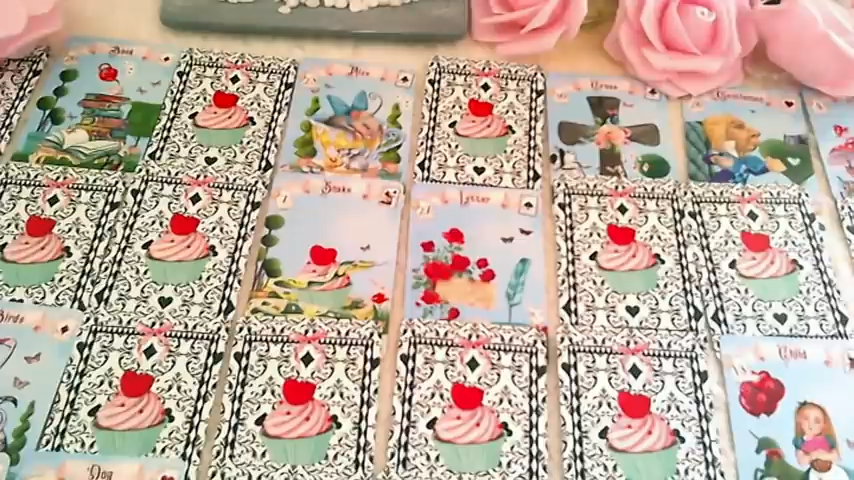 Book
Mice
Cross
Gentleman
Snake
Letter
Birds
Child
Dog